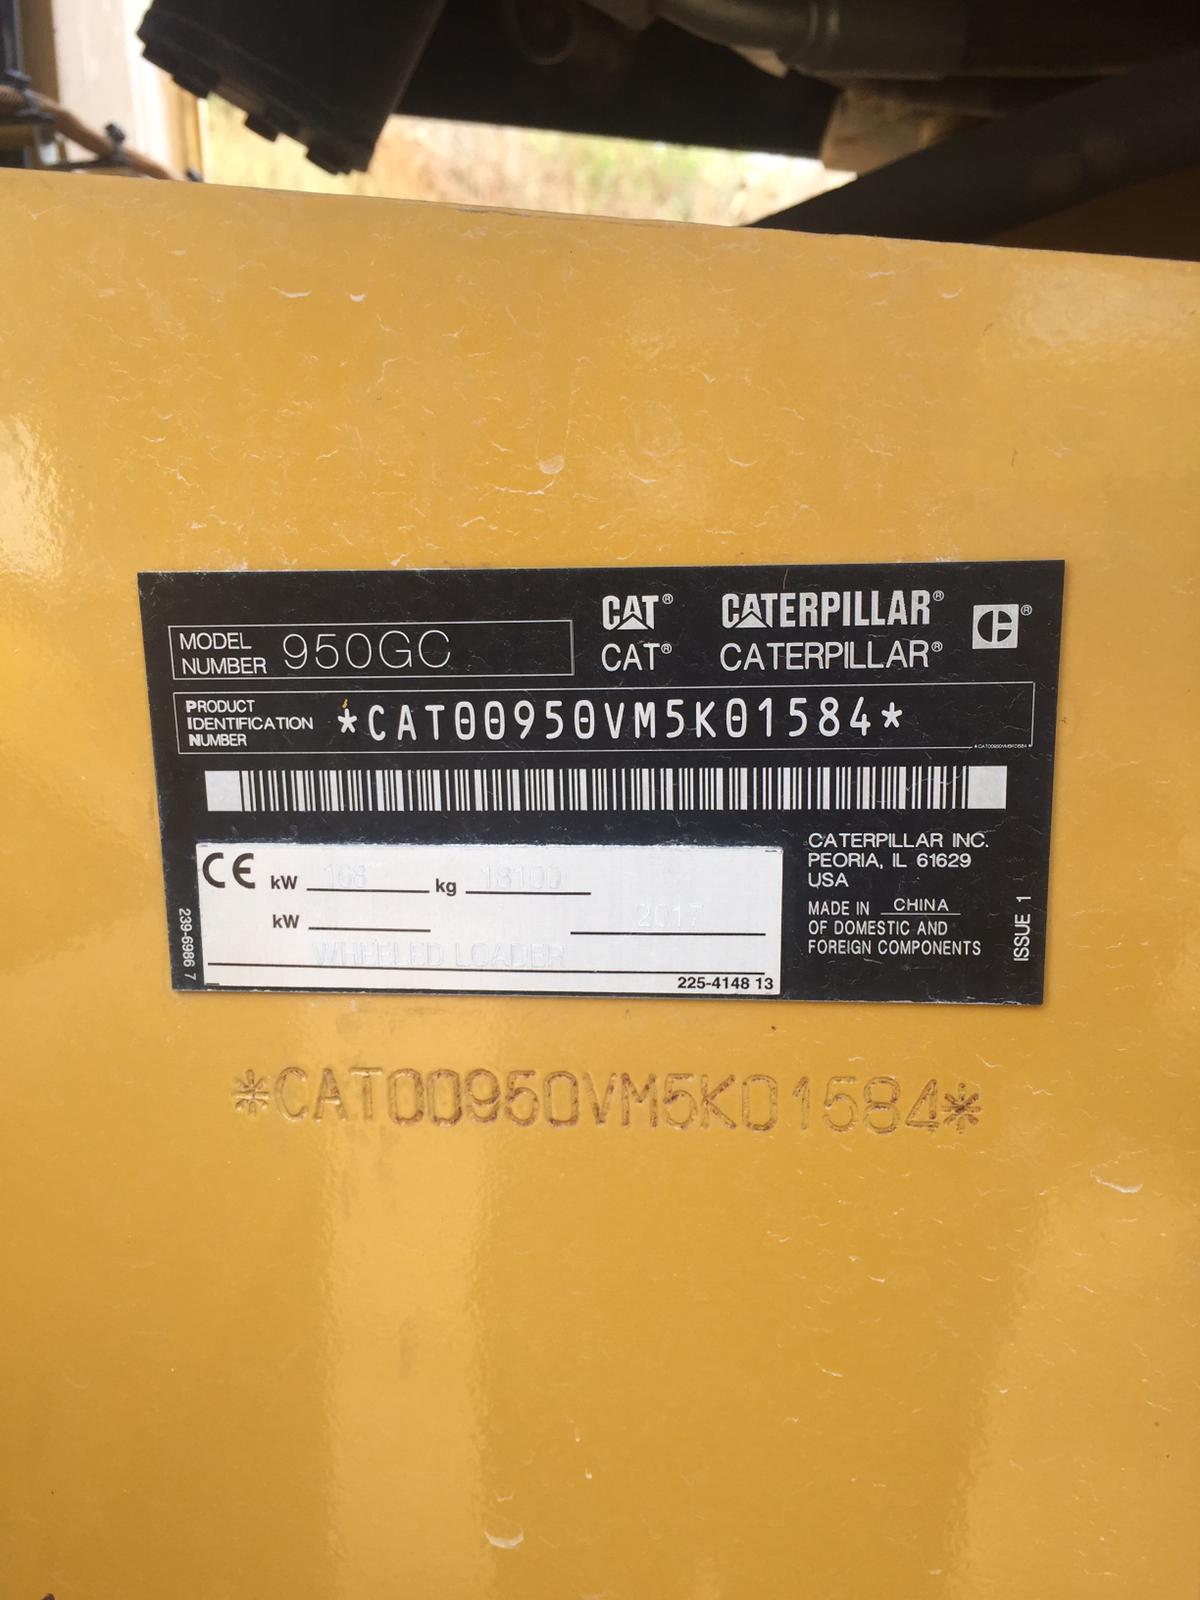 MODEL NUMBER 950GC
CAT® CATERPILLAR® ®
CAT® CATERPILLAR®
PRODUCT IDENTIFICATION NUMBER *CAT00950VM5K01584*
*CAT00950VM5K01584*
CE kW 168 kg 18100
kW 2017
WHEELED LOADER
225-4148 13
239-6986 7
CATERPILLAR INC.
PEORIA, IL 61629
USA
MADE IN CHINA
OF DOMESTIC AND
FOREIGN COMPONENTS
ISSUE 1
*CAT00950VM5K01584*